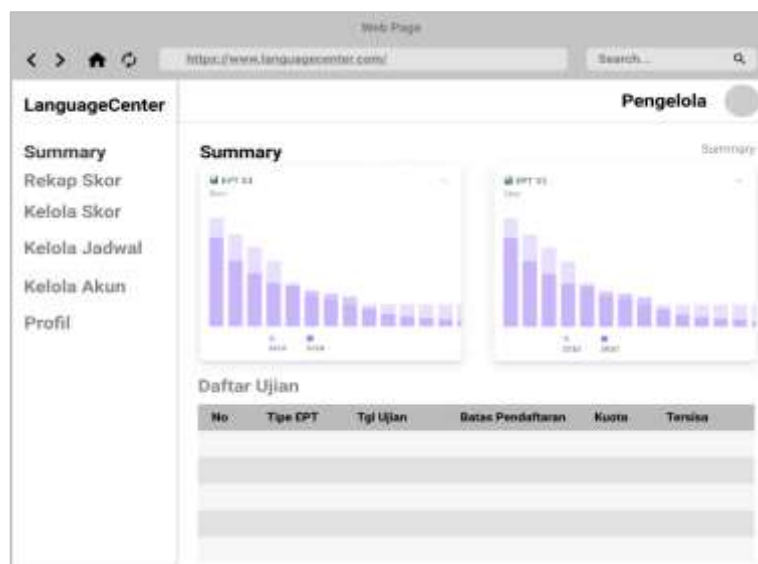 Web Page
https://www.languagecenter.com/
Search...
LanguageCenter
Pengelola
Summary
Rekap Skor
Kelola Skor
Kelola Jadwal
Kelola Akun
Profil
Summary
Summary
Daftar Ujian
No Tipe EPT Tgl Ujian Batas Pendaftaran Kuota Tersisa